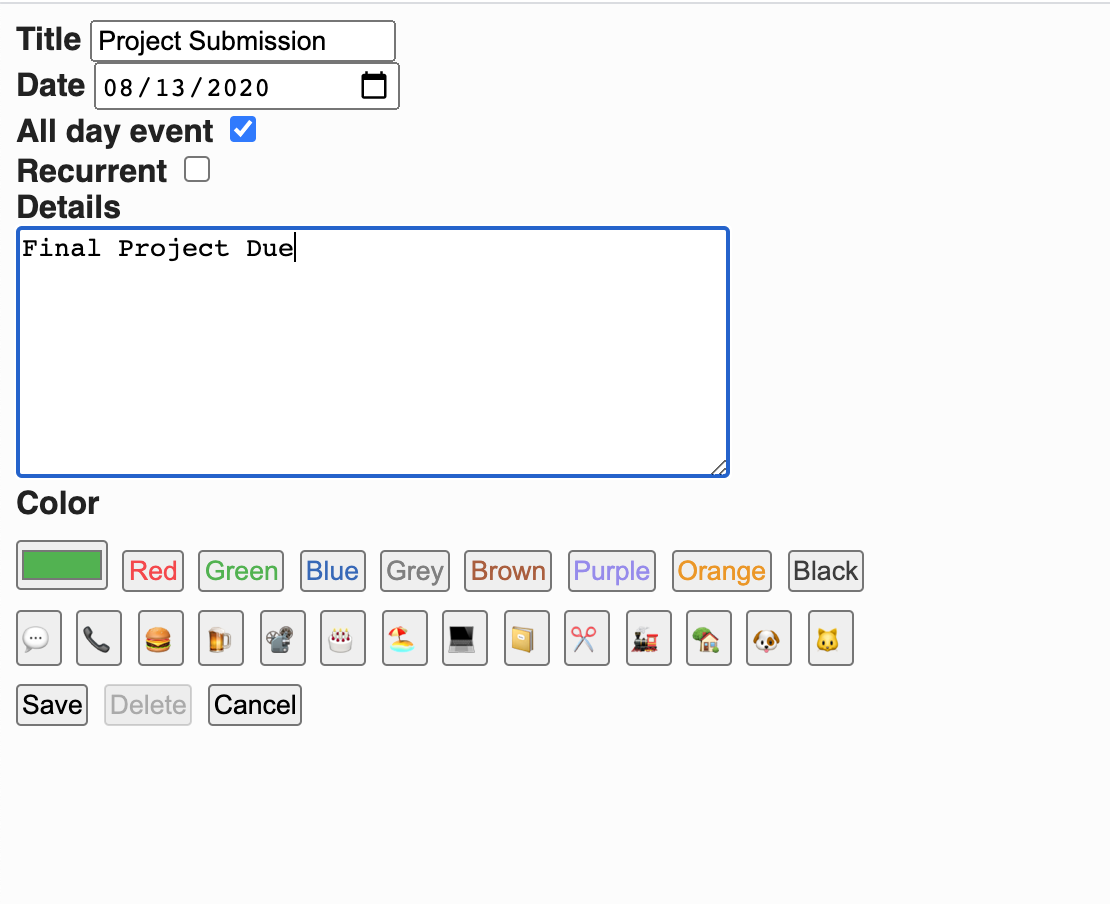 Title Project Submission
Date 08/13/2020
All day event
Recurrent
Details
Final Project Due
Color
Red Green Blue Grey Brown Purple Orange Black
Save Delete Cancel